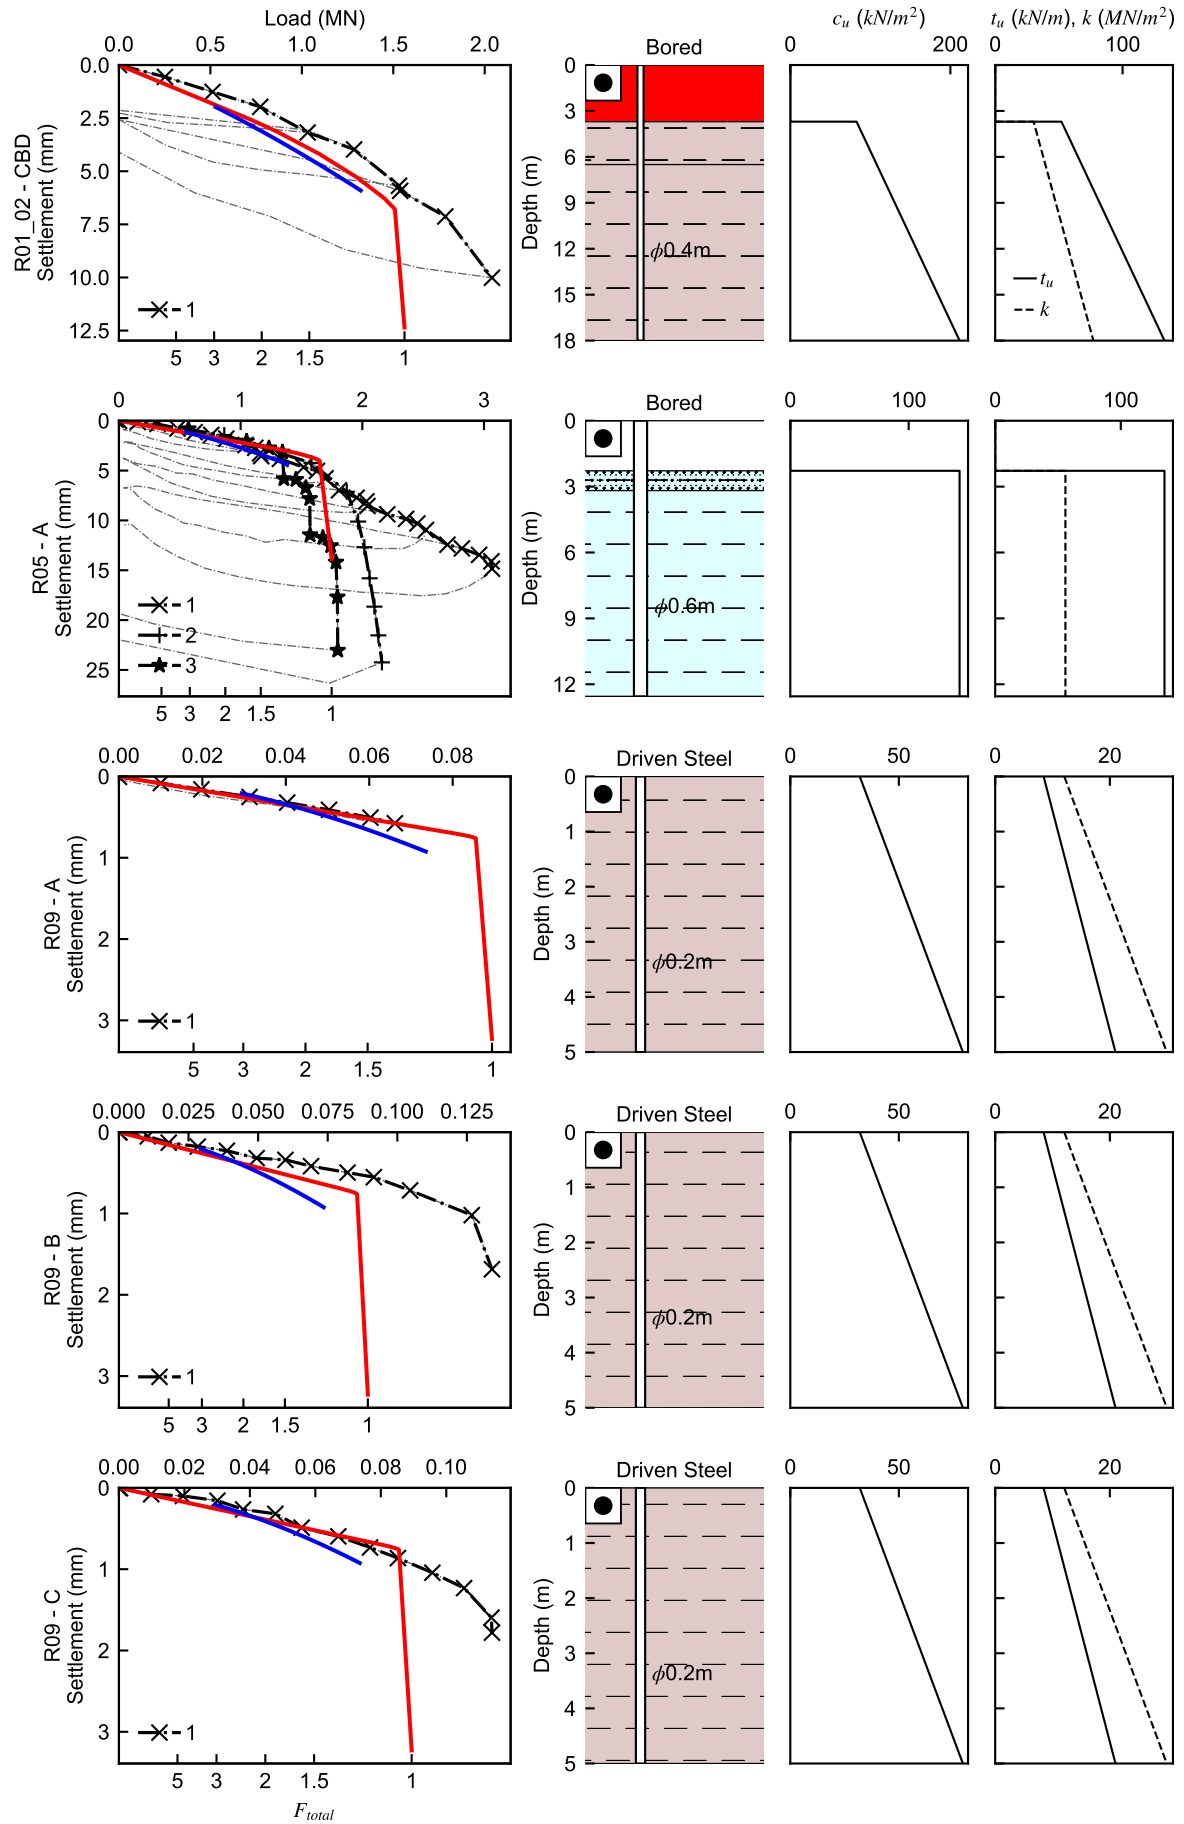 Load (MN)
c_u (kN/m²)
t_u (kN/m), k (MN/m²)
0.0 0.5 1.0 1.5 2.0
Bored
0 200
0 100
0.0
2.5
5.0
7.5
10.0
12.5
R01_02 - CBD
Settlement (mm)
1
5 3 2 1.5 1
Depth (m)
0
3
6
9
12
15
18
ϕ0.4m
t_u
k
0 1 2 3
Bored
0 100
0 100
0
5
10
15
20
25
R05 - A
Settlement (mm)
1
2
3
5 3 2 1.5 1
Depth (m)
0
3
6
9
12
ϕ0.6m
0.00 0.02 0.04 0.06 0.08
Driven Steel
0 50
0 20
0
1
2
3
R09 - A
Settlement (mm)
1
5 3 2 1.5 1
Depth (m)
0
1
2
3
4
5
ϕ0.2m
0.000 0.025 0.050 0.075 0.100 0.125
Driven Steel
0 50
0 20
0
1
2
3
R09 - B
Settlement (mm)
1
5 3 2 1.5 1
Depth (m)
0
1
2
3
4
5
ϕ0.2m
0.00 0.02 0.04 0.06 0.08 0.10
Driven Steel
0 50
0 20
0
1
2
3
R09 - C
Settlement (mm)
1
5 3 2 1.5 1
Depth (m)
0
1
2
3
4
5
ϕ0.2m
F_total